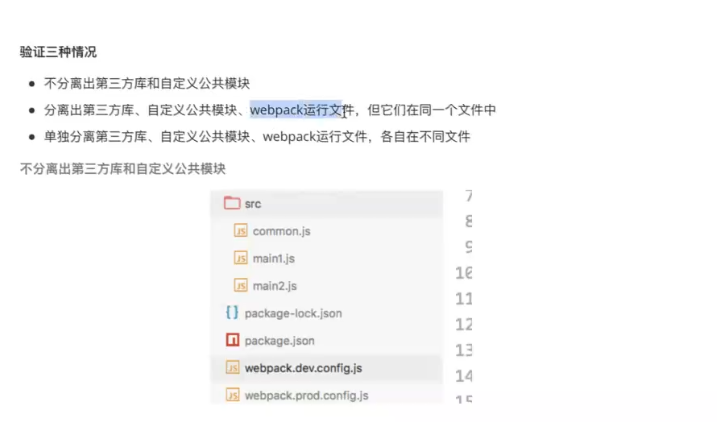 验证三种情况
不分离出第三方库和自定义公共模块
分离出第三方库、自定义公共模块、webpack运行文件，但它们在同一个文件中
单独分离第三方库、自定义公共模块、webpack运行文件，各自在不同文件
不分离出第三方库和自定义公共模块
src
JS common.js
JS main1.js
JS main2.js
{} package-lock.json
package.json
JS webpack.dev.config.js
JS webpack.prod.config.js
7
8
9
10
11
12
13
14
15